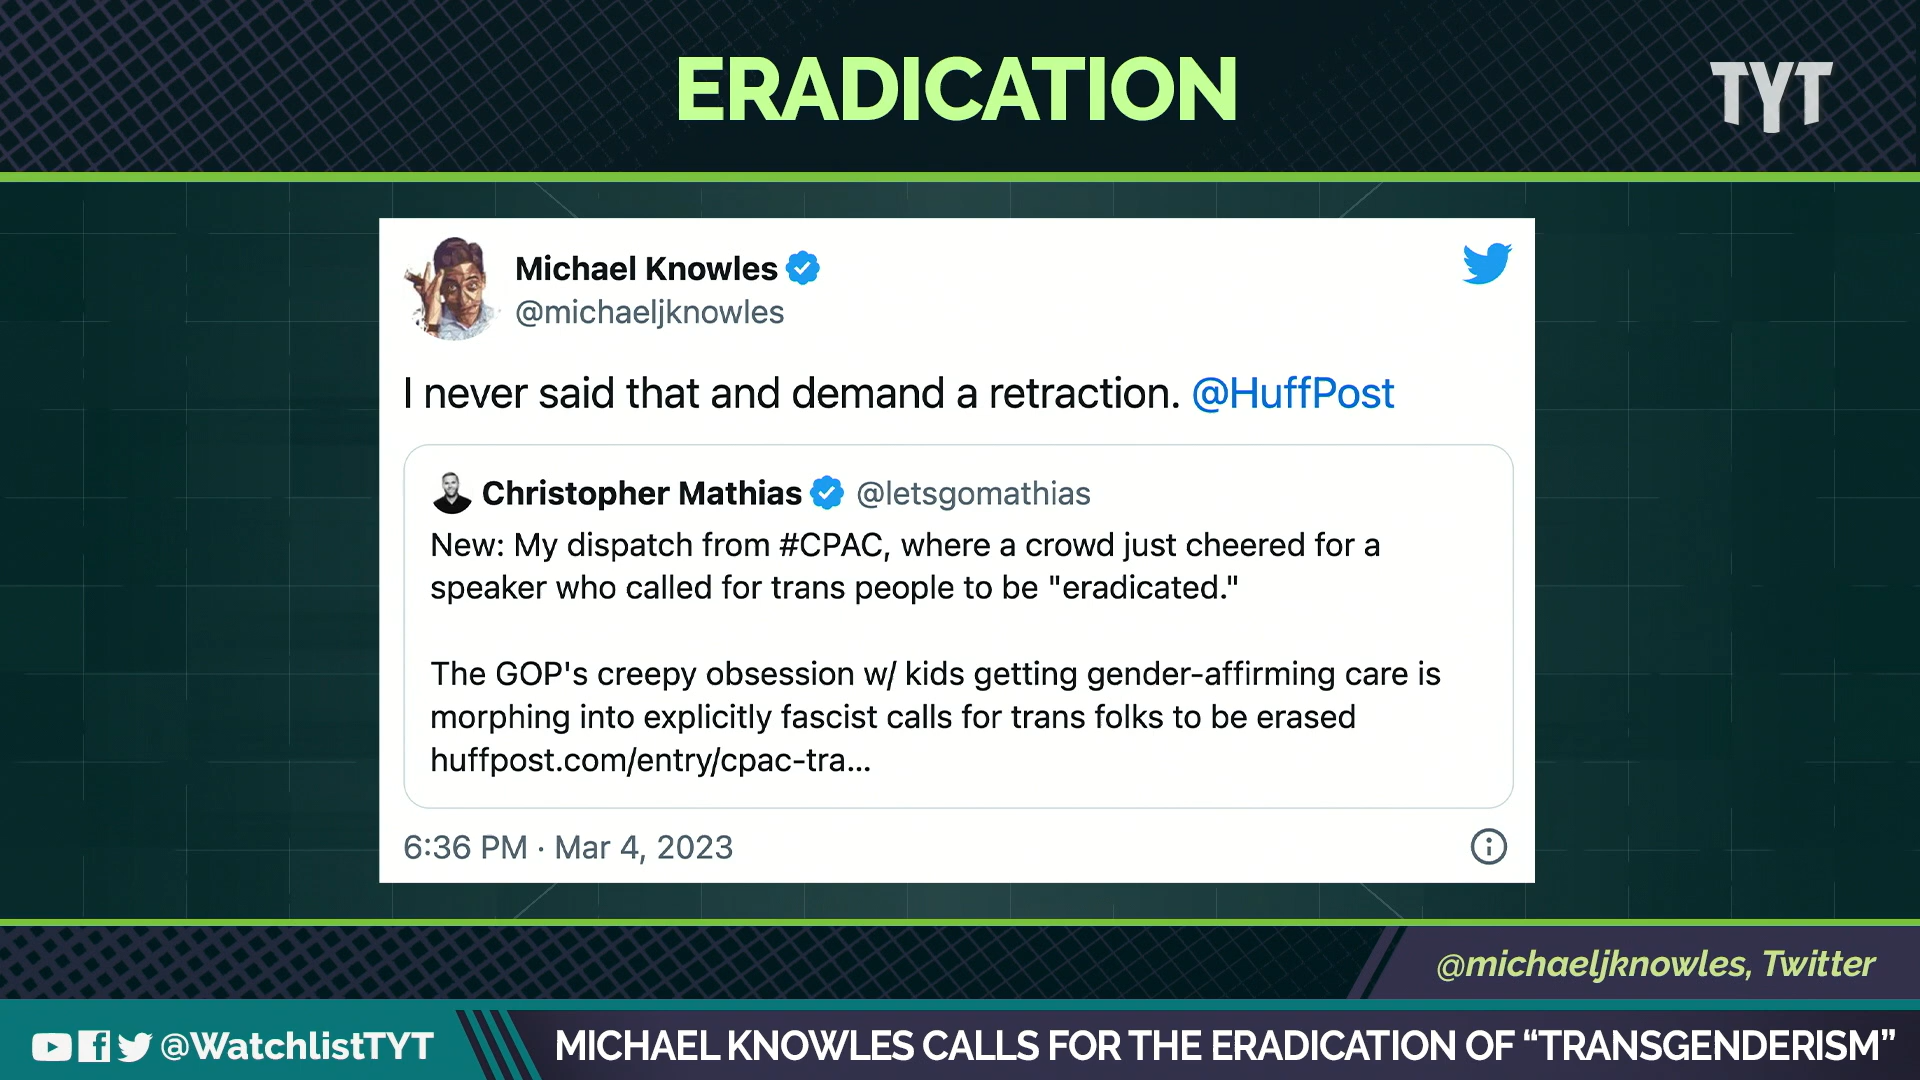 ERADICATION
TYT
Michael Knowles
@michaeljknowles
I never said that and demand a retraction. @HuffPost
Christopher Mathias @letsgomathias
New: My dispatch from #CPAC, where a crowd just cheered for a
speaker who called for trans people to be "eradicated."
The GOP's creepy obsession w/ kids getting gender-affirming care is
morphing into explicitly fascist calls for trans folks to be erased
huffpost.com/entry/cpac-tra...
6:36 PM · Mar 4, 2023
@michaeljknowles, Twitter
@WatchlistTYT
MICHAEL KNOWLES CALLS FOR THE ERADICATION OF “TRANSGENDERISM”